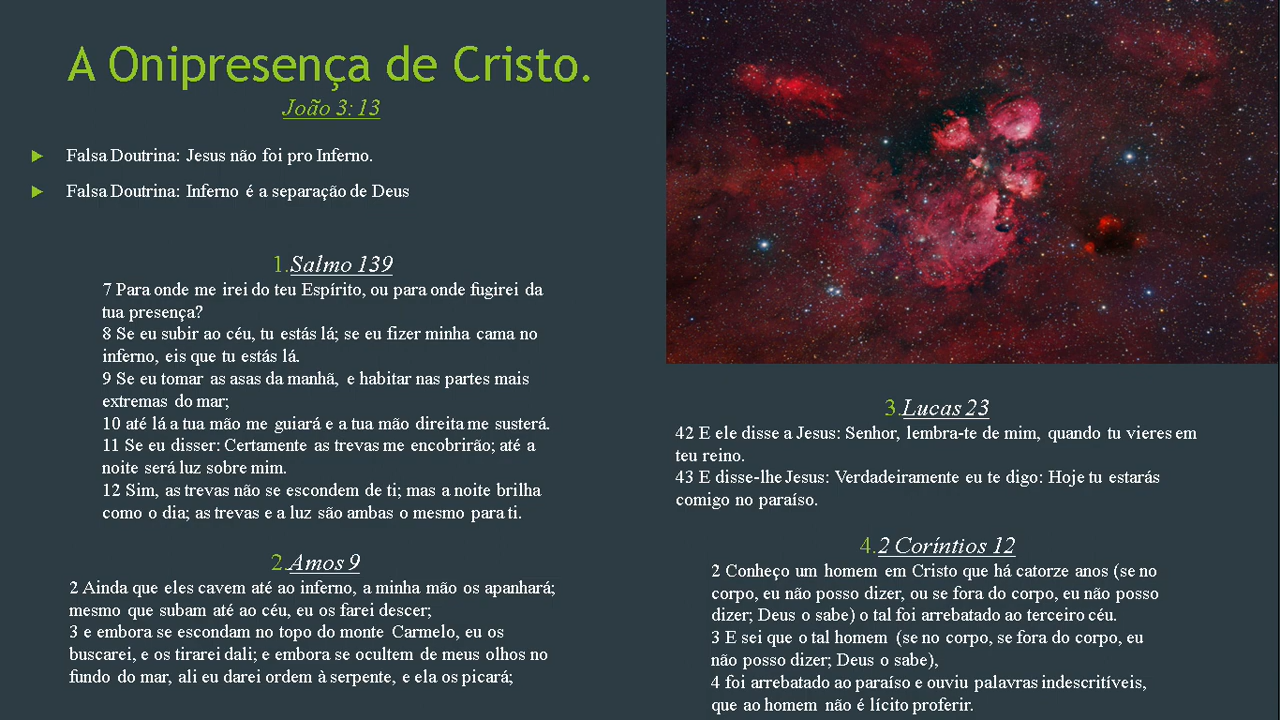 A Onipresença de Cristo.
João 3:13
Falsa Doutrina: Jesus não foi pro Inferno.
Falsa Doutrina: Inferno é a separação de Deus
1.Salmo 139
7 Para onde me irei do teu Espírito, ou para onde fugirei da
tua presença?
8 Se eu subir ao céu, tu estás lá; se eu fizer minha cama no
inferno, eis que tu estás lá.
9 Se eu tomar as asas da manhã, e habitar nas partes mais
extremas do mar;
10 até lá a tua mão me guiará e a tua mão direita me susterá.
11 Se eu disser: Certamente as trevas me encobrirão; até a
noite será luz sobre mim.
12 Sim, as trevas não se escondem de ti; mas a noite brilha
como o dia; as trevas e a luz são ambas o mesmo para ti.
2.Amos 9
2 Ainda que eles cavem até ao inferno, a minha mão os apanhará;
mesmo que subam até ao céu, eu os farei descer;
3 e embora se escondam no topo do monte Carmelo, eu os
buscarei, e os tirarei dali; e embora se ocultem de meus olhos no
fundo do mar, ali eu darei ordem à serpente, e ela os picará;
3.Lucas 23
42 E ele disse a Jesus: Senhor, lembra-te de mim, quando tu vieres em
teu reino.
43 E disse-lhe Jesus: Verdadeiramente eu te digo: Hoje tu estarás
comigo no paraíso.
4.2 Coríntios 12
2 Conheço um homem em Cristo que há catorze anos (se no
corpo, eu não posso dizer, ou se fora do corpo, eu não posso
dizer; Deus o sabe) o tal foi arrebatado ao terceiro céu.
3 E sei que o tal homem (se no corpo, se fora do corpo, eu
não posso dizer; Deus o sabe),
4 foi arrebatado ao paraíso e ouviu palavras indescritíveis,
que ao homem não é lícito proferir.